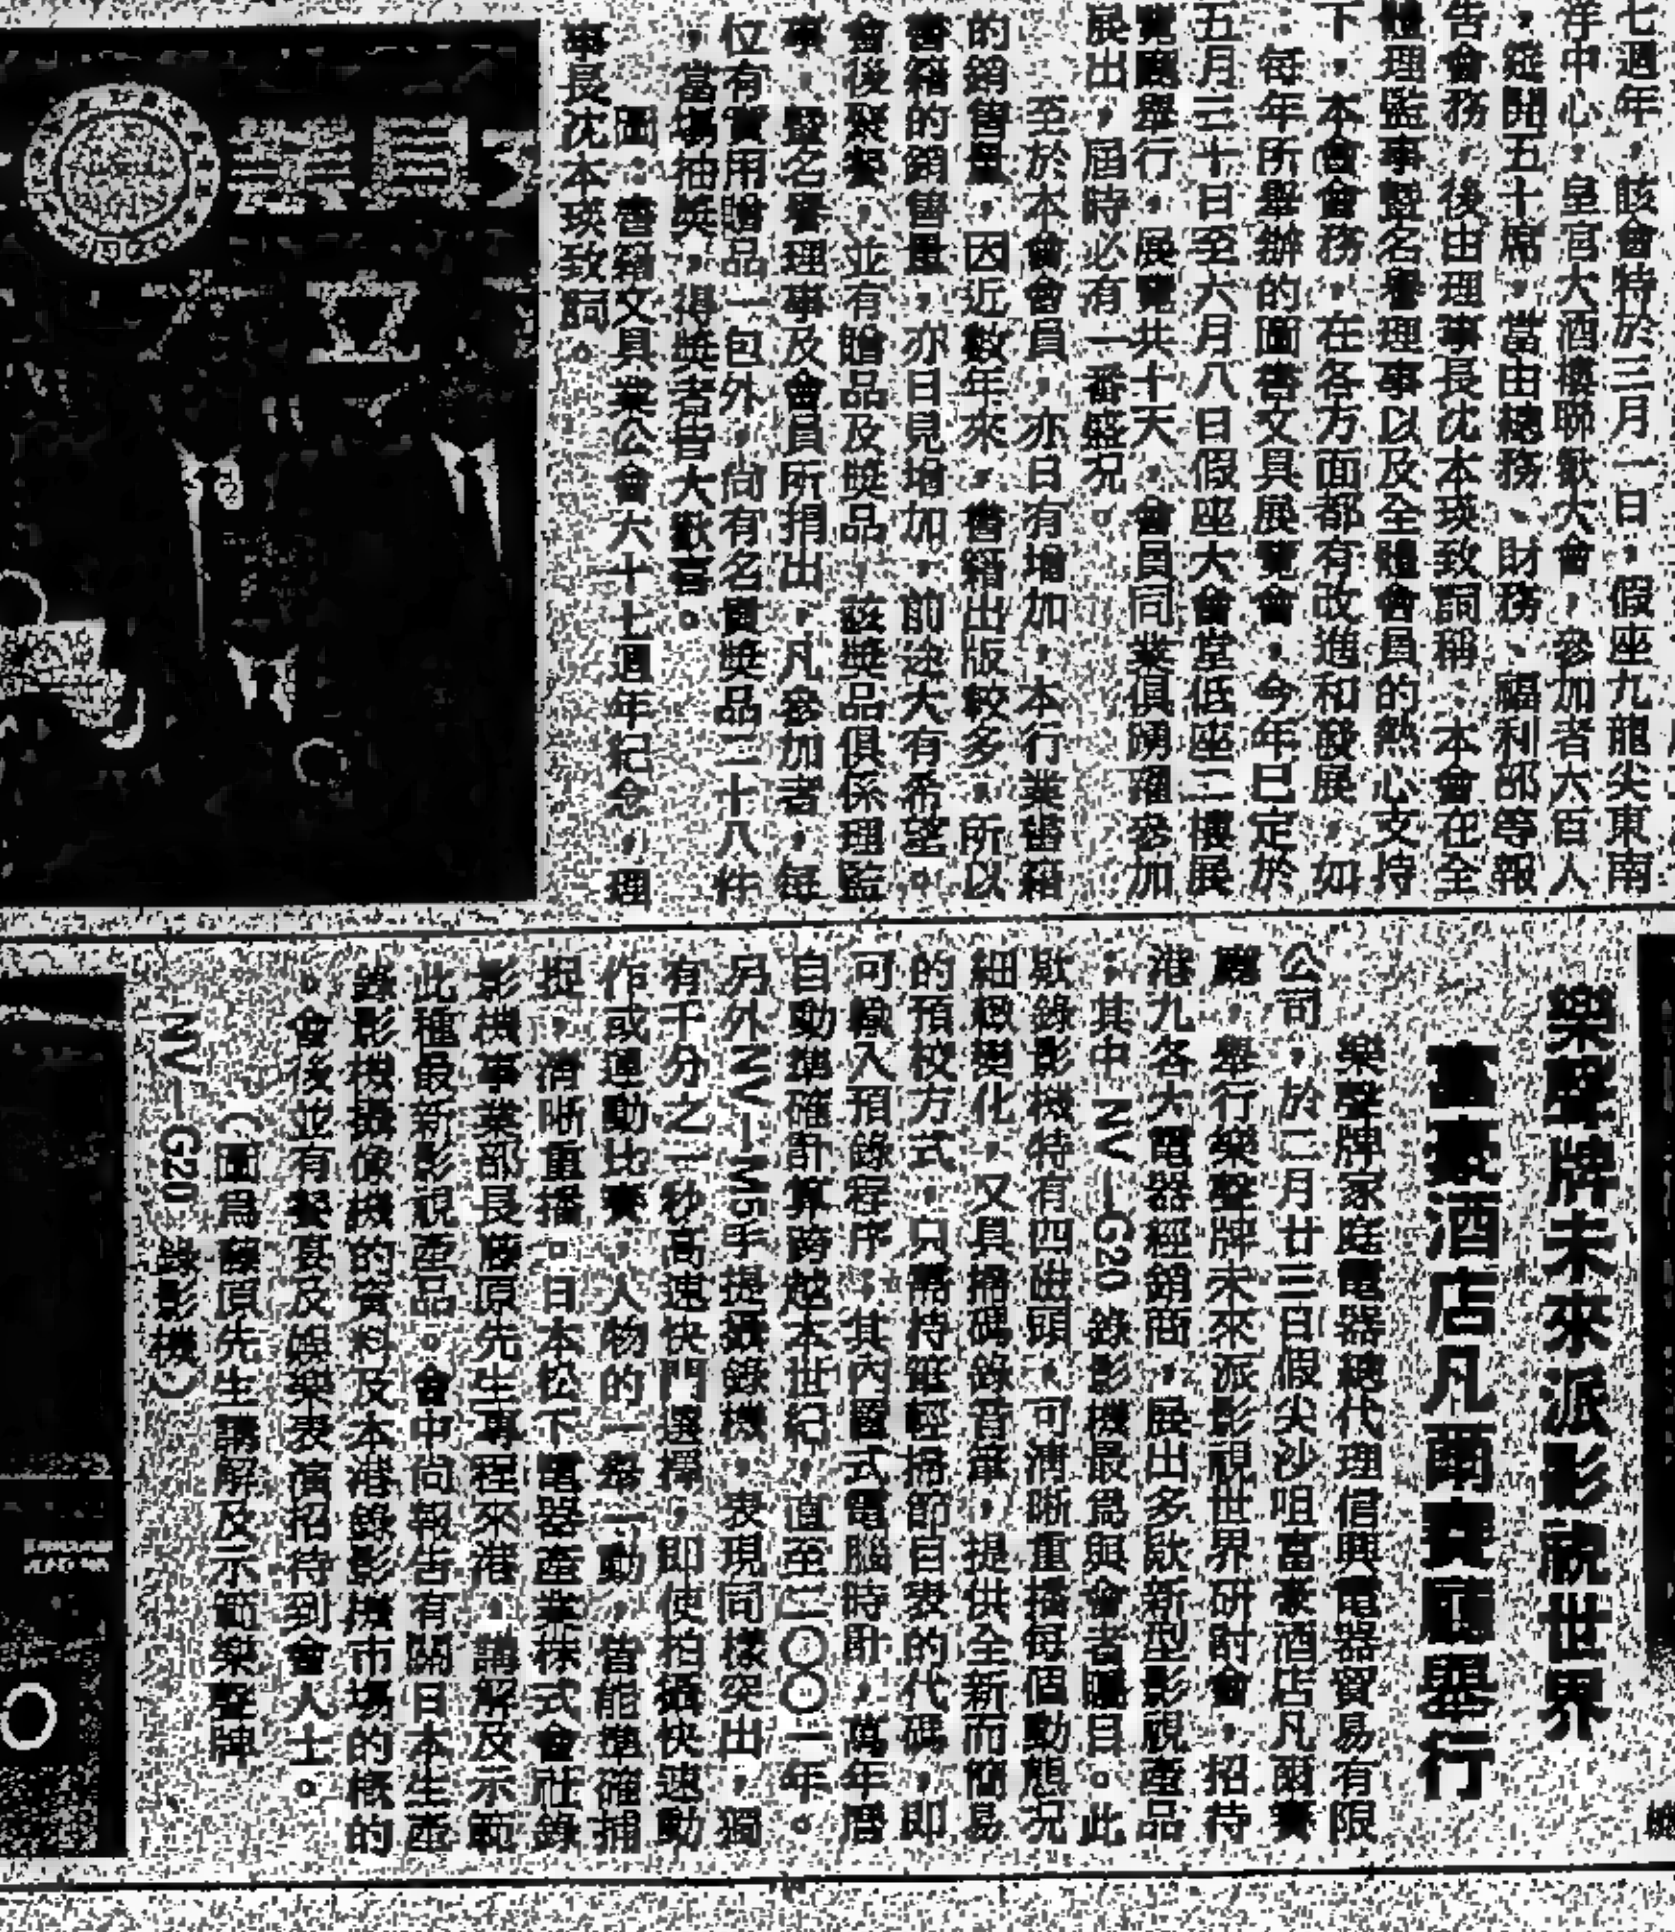 七週年，該會特於三月一日，假座九龍尖東南
洋中心，皇宮大酒樓聯歡大會，參加者六百人
，筵開五十席，當由總務、財務、福利部等報
告會務，後由理事長沈本瑛致詞稱：本會在全
體理監事暨名譽理事以及全體會員的熱心支持
下，本會會務，在各方面都有改進和發展，如
：每年所舉辦的圖書文具展覽會，今年已定於
五月三十日至六月八日假座大會堂低座二樓展
覽廳舉行，展覽共十天，會員同業俱踴躍參加
展出，屆時必有一番盛況。
至於本會會員，亦日有增加，本行業書籍
的銷售量，因近數年來，書籍出版較多，所以
書籍的銷售量，亦日見增加，前途大有希望。
會後聚餐，並有贈品及獎品，該獎品俱係理監
事，暨名譽理事及會員所捐出，凡參加者，每
位有實用贈品一包外，尚有名貴獎品二十八件
，當場抽獎，得獎者皆大歡喜。
圖：書籍文具業公會六十七週年紀念，理
事長沈本瑛致詞。
業具文
立
樂聲牌未來派影視世界
富豪酒店凡爾賽廳舉行
樂聲牌家庭電器總代理信興電器貿易有限
公司，於二月廿三日假尖沙咀富豪酒店凡爾賽
廳，舉行樂聲牌未來派影視世界研討會，招待
港九各大電器經銷商，展出多款新型影視產品
；其中 NV–G20 錄影機最為與會者矚目。此
款錄影機特有四磁頭，可清晰重播每個動態況
細微變化，又具掃碼錄音筆，提供全新而簡易
的預校方式，只需持筆輕掃節目表的代碼，即
可載入預錄程序；其內置式電腦時計，萬年曆
自動準確計算跨越本世紀，直至二〇〇二年。
另外NV–M5手提攝錄機，表現同樣突出，獨
有千分之一秒高速快門選擇，即使拍攝快速動
作或運動比賽，人物的一舉一動，皆能準確捕
捉，清晰重播。日本松下電器產業株式會社錄
影機事業部長藤原先生專程來港，講解及示範
此種最新影視產品。會中尚報告有關日本生產
錄影機攝像機的資料及本港錄影機市場的概的
。會後並有餐宴及娛樂表演招待到會人士。
（圖為藤原先生講解及示範樂聲牌
NV–G20 錄影機）